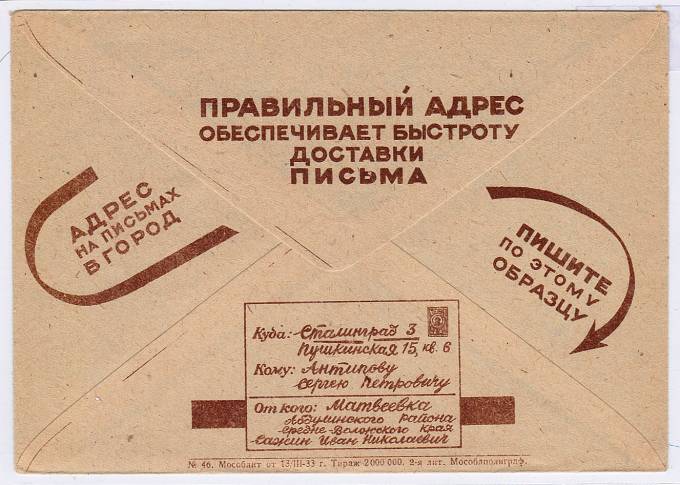 ПРАВИЛЬНЫЙ АДРЕС
ОБЕСПЕЧИВАЕТ БЫСТРОТУ
ДОСТАВКИ
ПИСЬМА
АДРЕС
НА ПИСЬМАХ
В ГОРОД
ПИШИТЕ
ПО ЭТОМУ
ОБРАЗЦУ
Куда: Сталинград 3
Пушкинская 15, кв. 6
Кому: Антипову
Сергею Петровичу
От кого: Матвеевка
Абдулинского района
Средне-Волжского края
Сажин Иван Николаевич
№ 46. Мособлит от 13/III-33 г. Тираж 2 000 000. 2-я лит. Мособлполиграф.